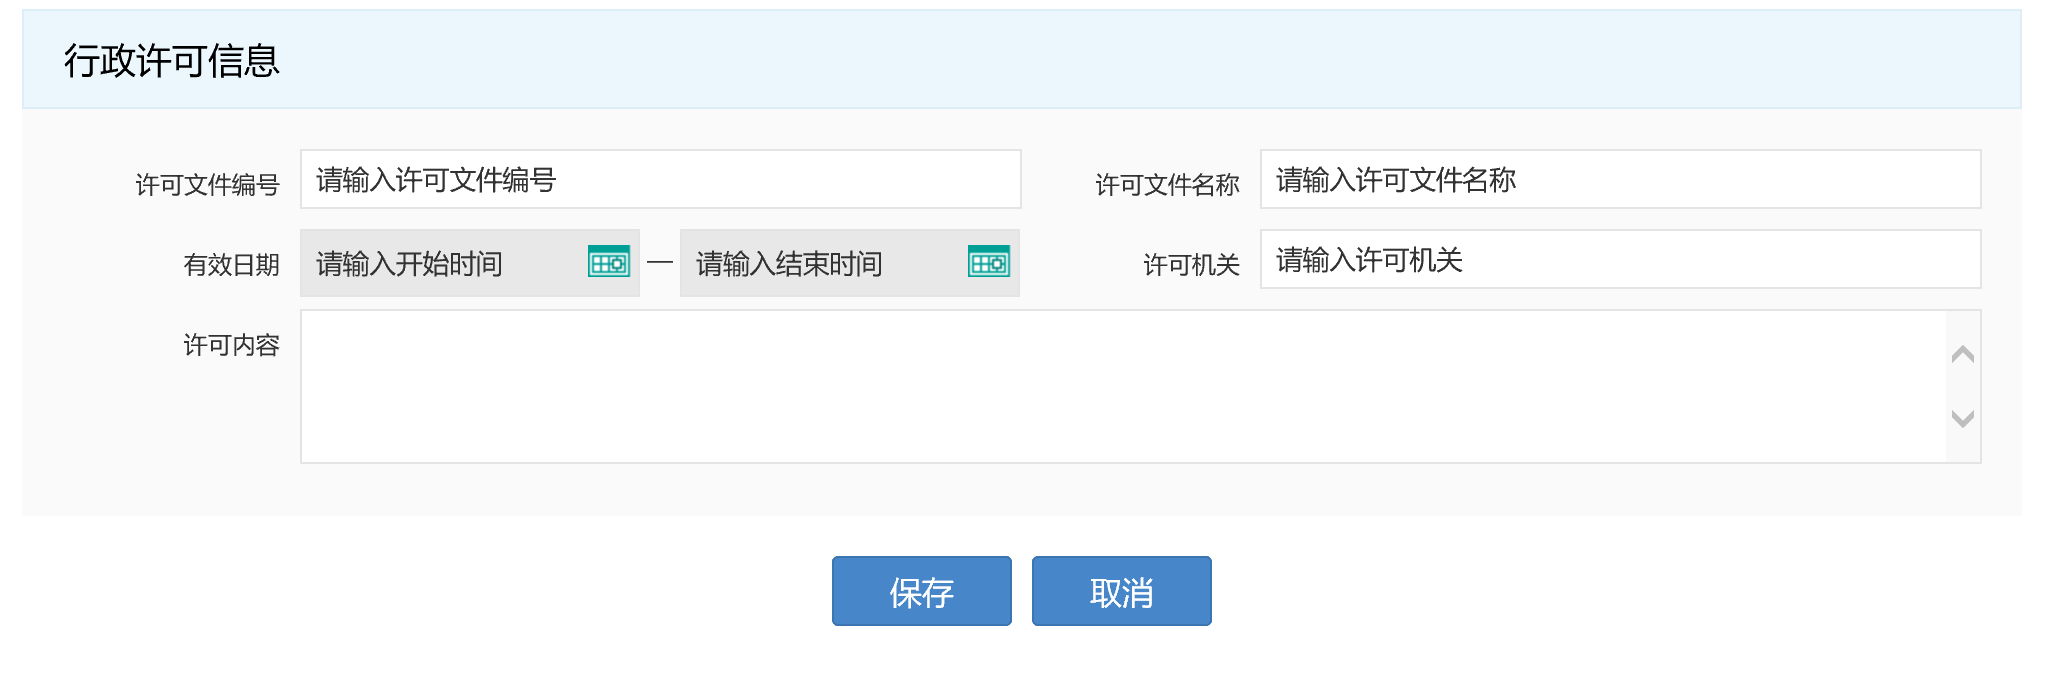 行政许可信息
许可文件编号 请输入许可文件编号 许可文件名称 请输入许可文件名称
有效日期 请输入开始时间 — 请输入结束时间 许可机关 请输入许可机关
许可内容
保存 取消